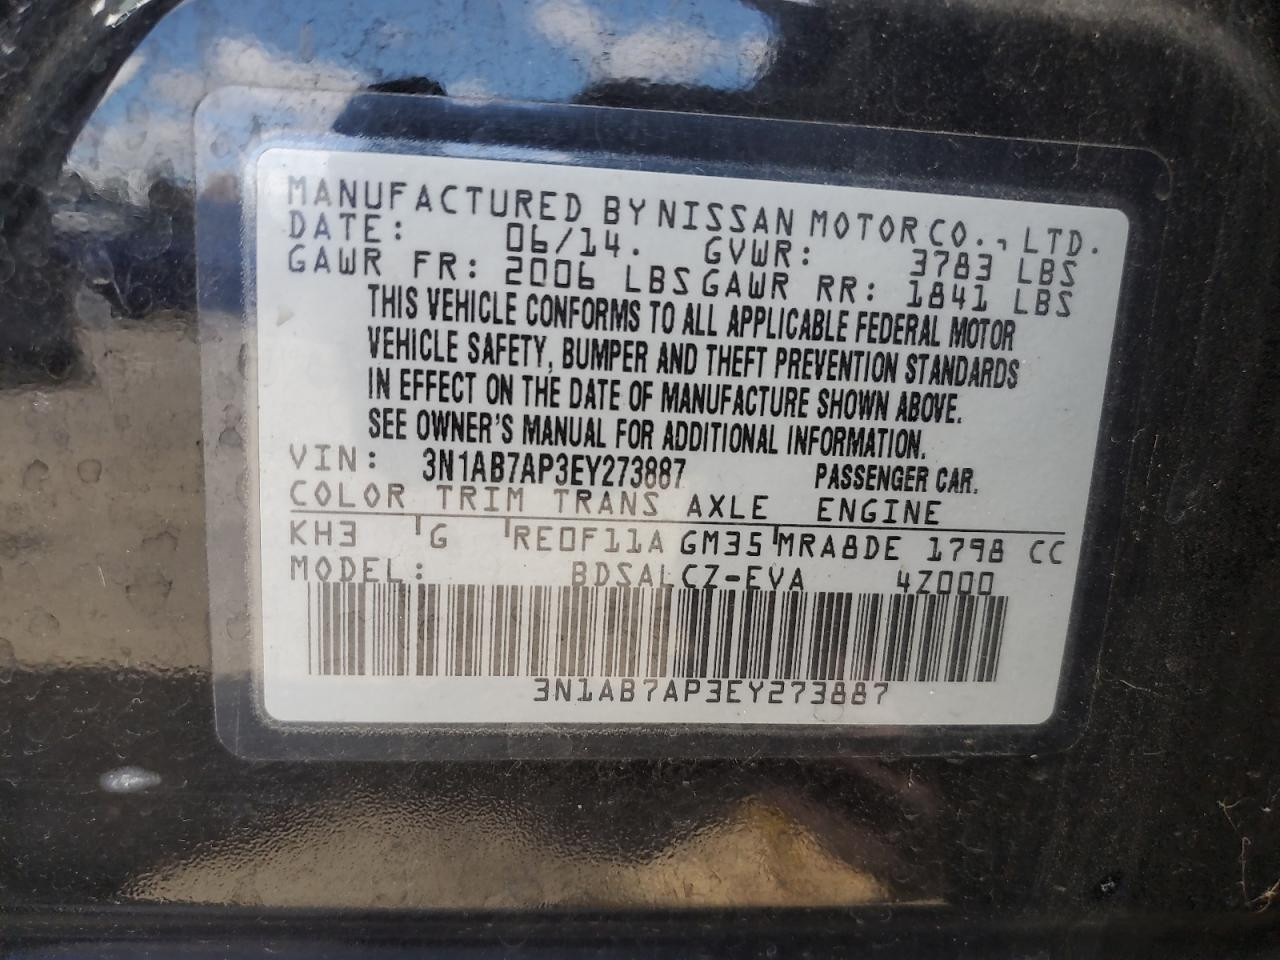 MANUFACTURED BY NISSAN MOTOR CO., LTD.
DATE: 06/14. GVWR: 3783 LBS
GAWR FR: 2006 LBS GAWR RR: 1841 LBS
THIS VEHICLE CONFORMS TO ALL APPLICABLE FEDERAL MOTOR
VEHICLE SAFETY, BUMPER AND THEFT PREVENTION STANDARDS
IN EFFECT ON THE DATE OF MANUFACTURE SHOWN ABOVE.
SEE OWNER'S MANUAL FOR ADDITIONAL INFORMATION.
VIN: 3N1AB7AP3EY273887 PASSENGER CAR.
COLOR TRIM TRANS AXLE ENGINE
KH3 G RE0F11A GM35 MRA8DE 1798 CC
MODEL: BDSALCZ-EVA 4Z000
3N1AB7AP3EY273887